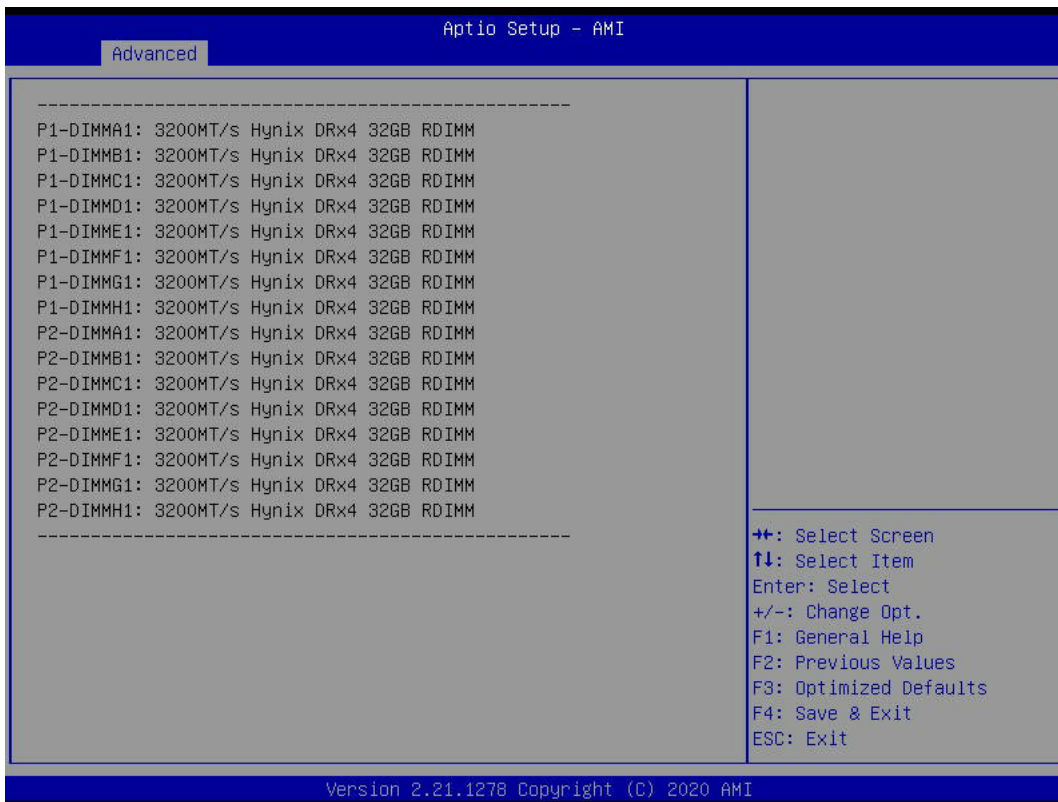 Aptio Setup – AMI
Advanced
--------------------------------------------------
P1-DIMMA1: 3200MT/s Hynix DRx4 32GB RDIMM
P1-DIMMB1: 3200MT/s Hynix DRx4 32GB RDIMM
P1-DIMMC1: 3200MT/s Hynix DRx4 32GB RDIMM
P1-DIMMD1: 3200MT/s Hynix DRx4 32GB RDIMM
P1-DIMME1: 3200MT/s Hynix DRx4 32GB RDIMM
P1-DIMMF1: 3200MT/s Hynix DRx4 32GB RDIMM
P1-DIMMG1: 3200MT/s Hynix DRx4 32GB RDIMM
P1-DIMMH1: 3200MT/s Hynix DRx4 32GB RDIMM
P2-DIMMA1: 3200MT/s Hynix DRx4 32GB RDIMM
P2-DIMMB1: 3200MT/s Hynix DRx4 32GB RDIMM
P2-DIMMC1: 3200MT/s Hynix DRx4 32GB RDIMM
P2-DIMMD1: 3200MT/s Hynix DRx4 32GB RDIMM
P2-DIMME1: 3200MT/s Hynix DRx4 32GB RDIMM
P2-DIMMF1: 3200MT/s Hynix DRx4 32GB RDIMM
P2-DIMMG1: 3200MT/s Hynix DRx4 32GB RDIMM
P2-DIMMH1: 3200MT/s Hynix DRx4 32GB RDIMM
--------------------------------------------------
→←: Select Screen
↑↓: Select Item
Enter: Select
+/-: Change Opt.
F1: General Help
F2: Previous Values
F3: Optimized Defaults
F4: Save & Exit
ESC: Exit
Version 2.21.1278 Copyright (C) 2020 AMI